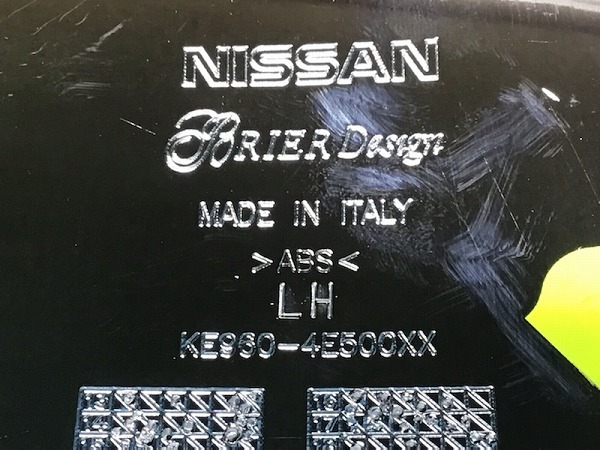 NISSAN
BRIER Design
MADE IN ITALY
>ABS<
LH
KE960-4E500XX